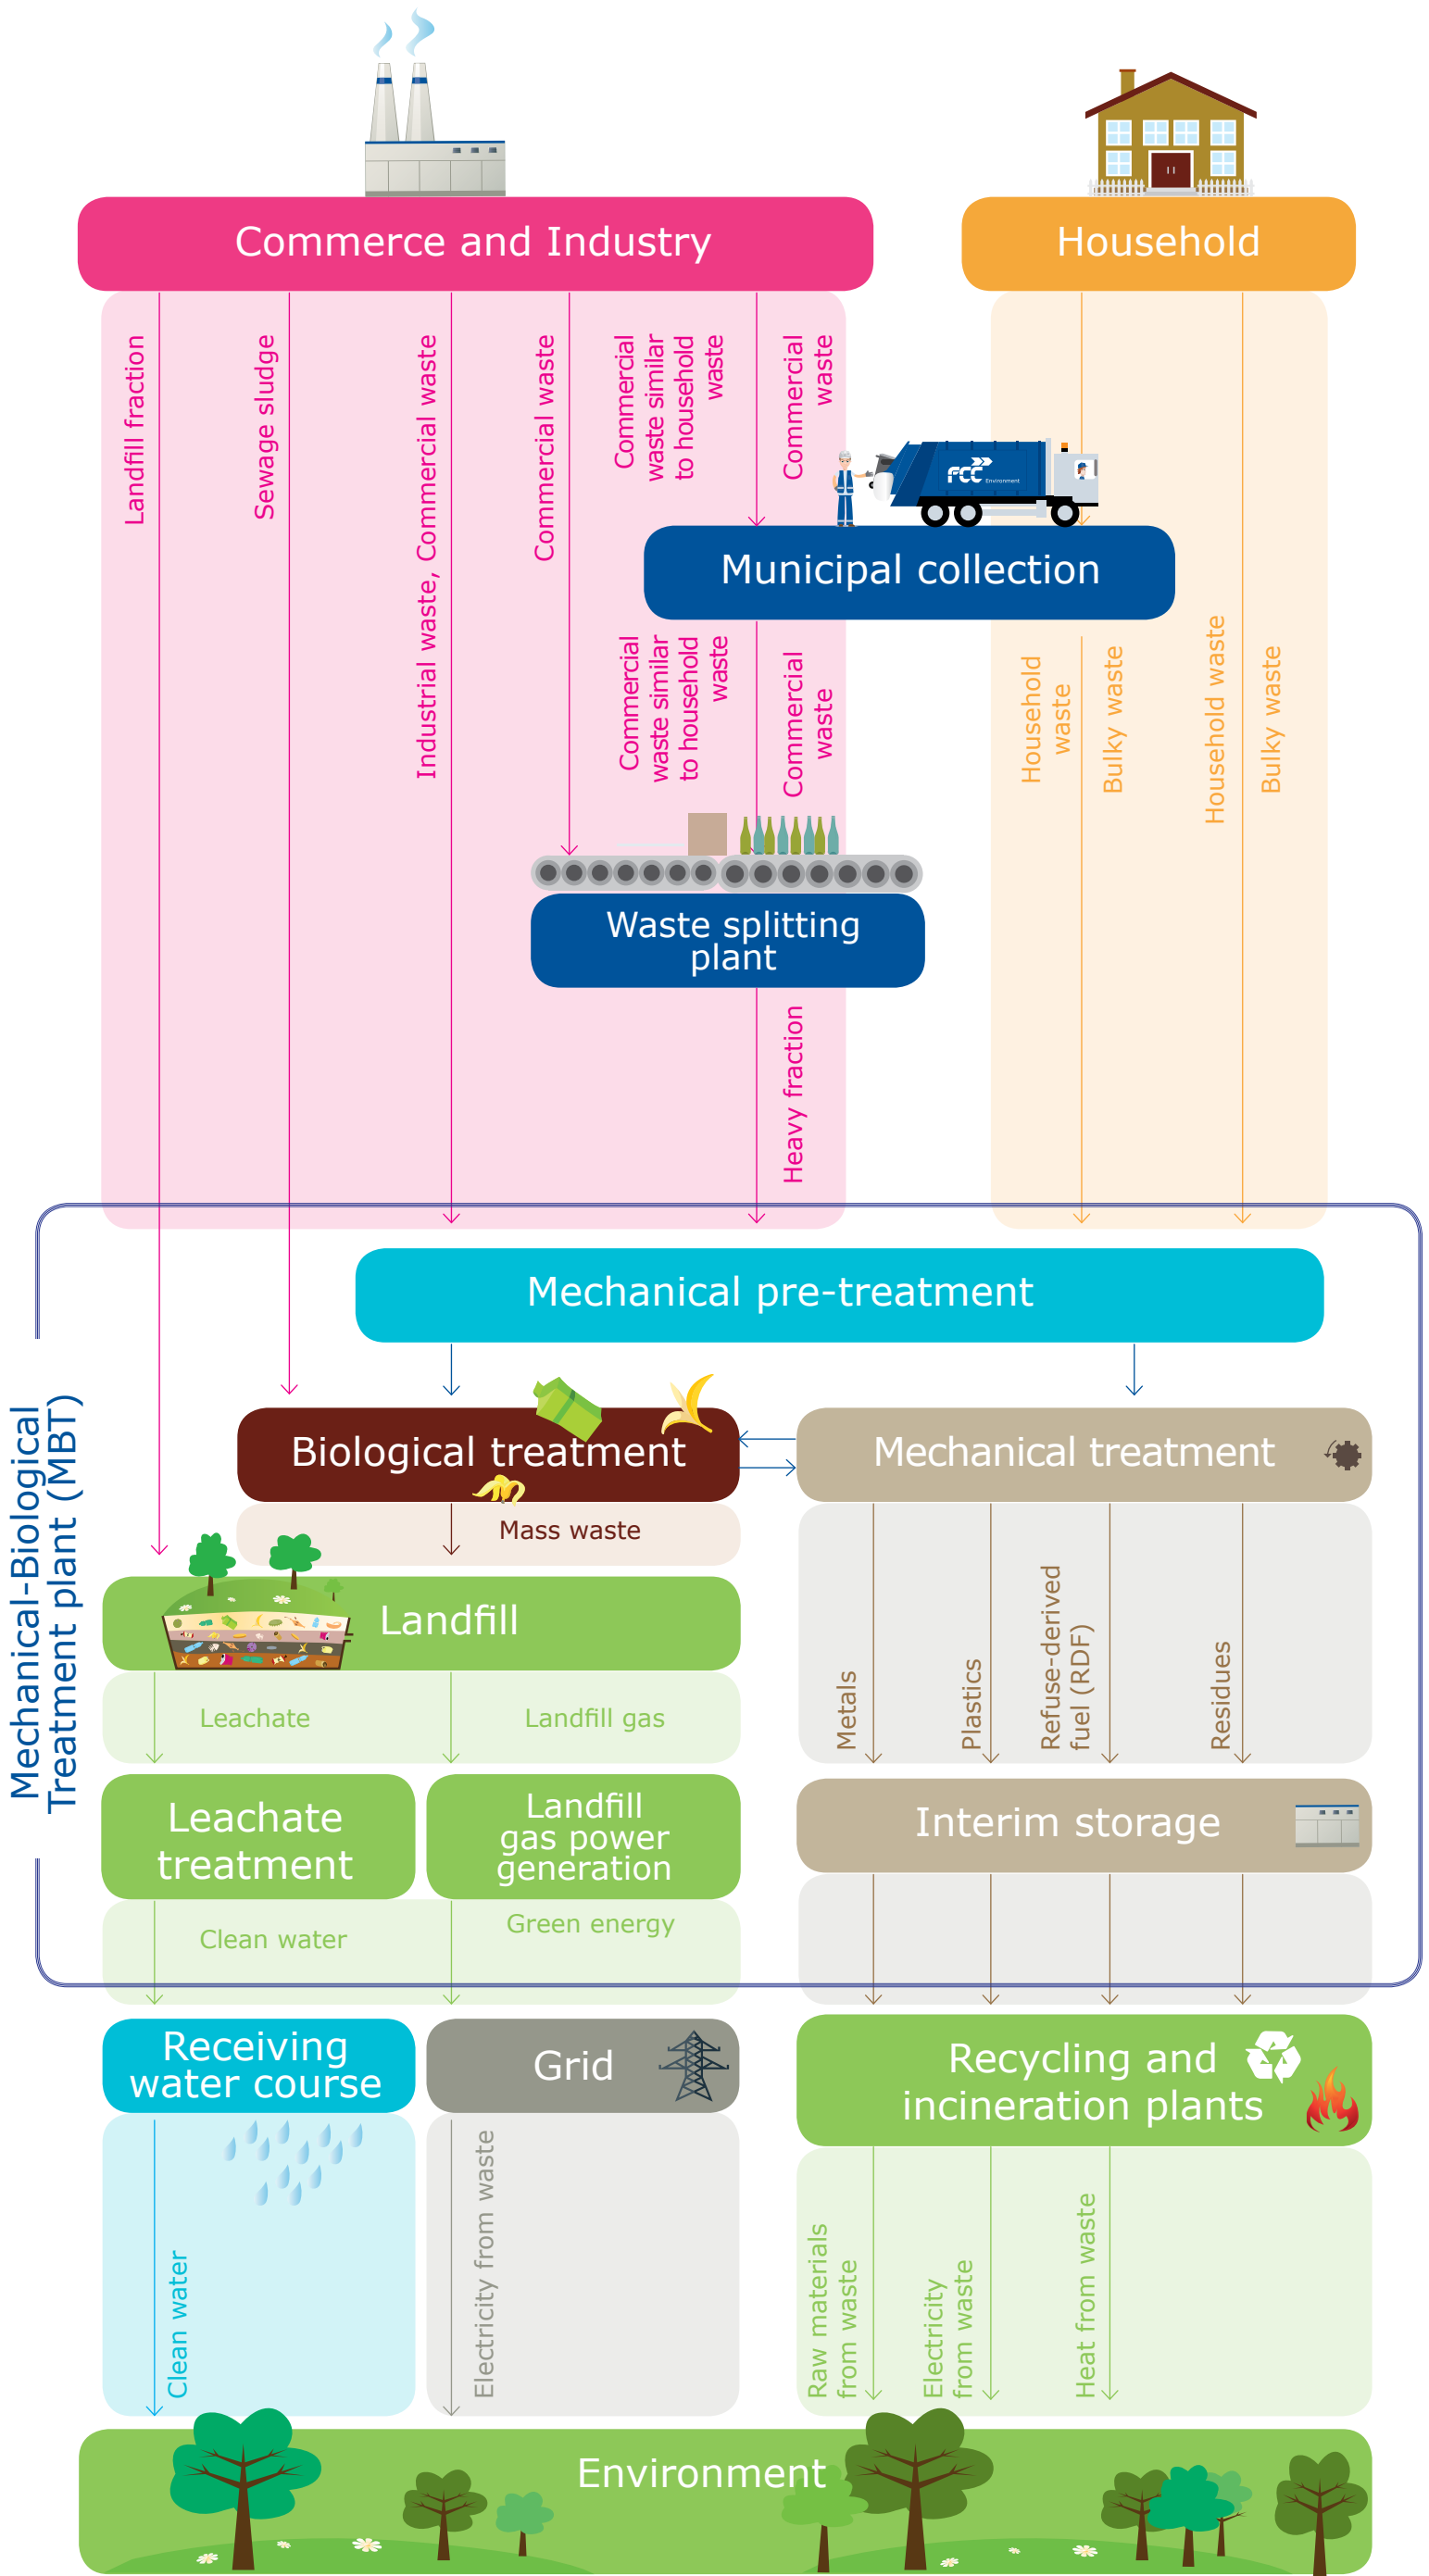 Commerce and Industry
Household
Landfill fraction
Sewage sludge
Industrial waste, Commercial waste
Commercial waste
Commercial
waste similar
to household
waste
Commercial
waste
FCC
Environment
Municipal collection
Commercial
waste similar
to household
waste
Commercial
waste
Household
waste
Bulky waste
Household waste
Bulky waste
Waste splitting
plant
Heavy fraction
Mechanical-Biological
Treatment plant (MBT)
Mechanical pre-treatment
Biological treatment
Mechanical treatment
Mass waste
Landfill
Leachate
Landfill gas
Metals
Plastics
Refuse-derived
fuel (RDF)
Residues
Leachate
treatment
Landfill
gas power
generation
Interim storage
Clean water
Green energy
Receiving
water course
Grid
Recycling and
incineration plants
Clean water
Electricity from waste
Raw materials
from waste
Electricity
from waste
Heat from waste
Environment